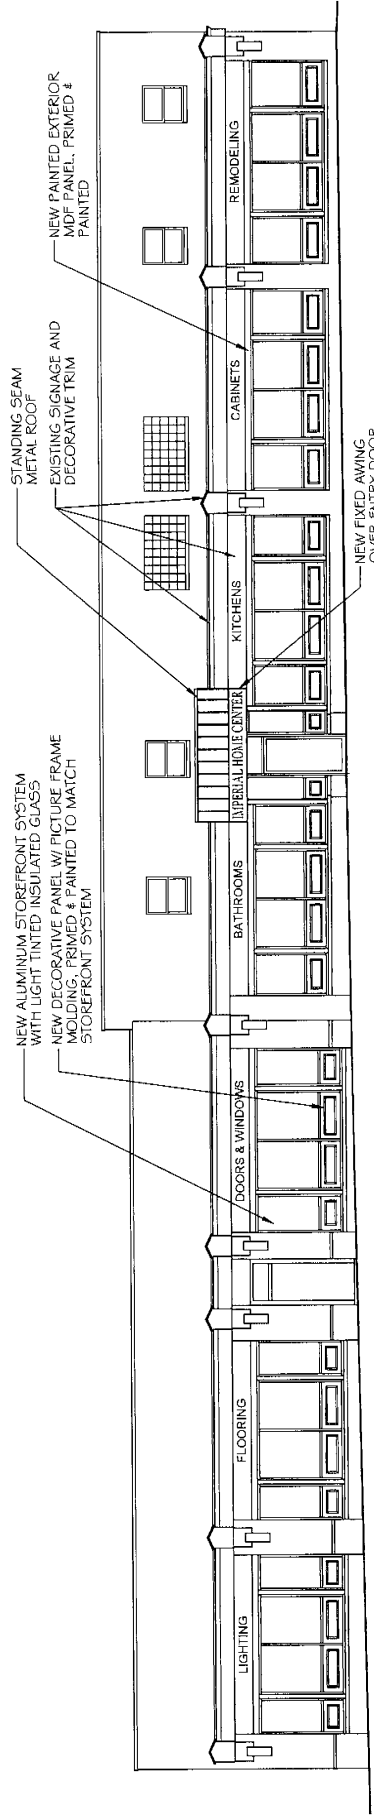 NEW ALUMINUM STOREFRONT SYSTEM
WITH LIGHT TINTED INSULATED GLASS
NEW DECORATIVE PANEL W/ PICTURE FRAME
MOLDING, PRIMED & PAINTED TO MATCH
STOREFRONT SYSTEM
STANDING SEAM
METAL ROOF
EXISTING SIGNAGE AND
DECORATIVE TRIM
NEW PAINTED EXTERIOR
MDF PANEL, PRIMED &
PAINTED
LIGHTING
FLOORING
DOORS & WINDOWS
BATHROOMS
IMPERIAL HOME CENTER
KITCHENS
CABINETS
REMODELING
NEW FIXED AWING
OVER ENTRY DOOR